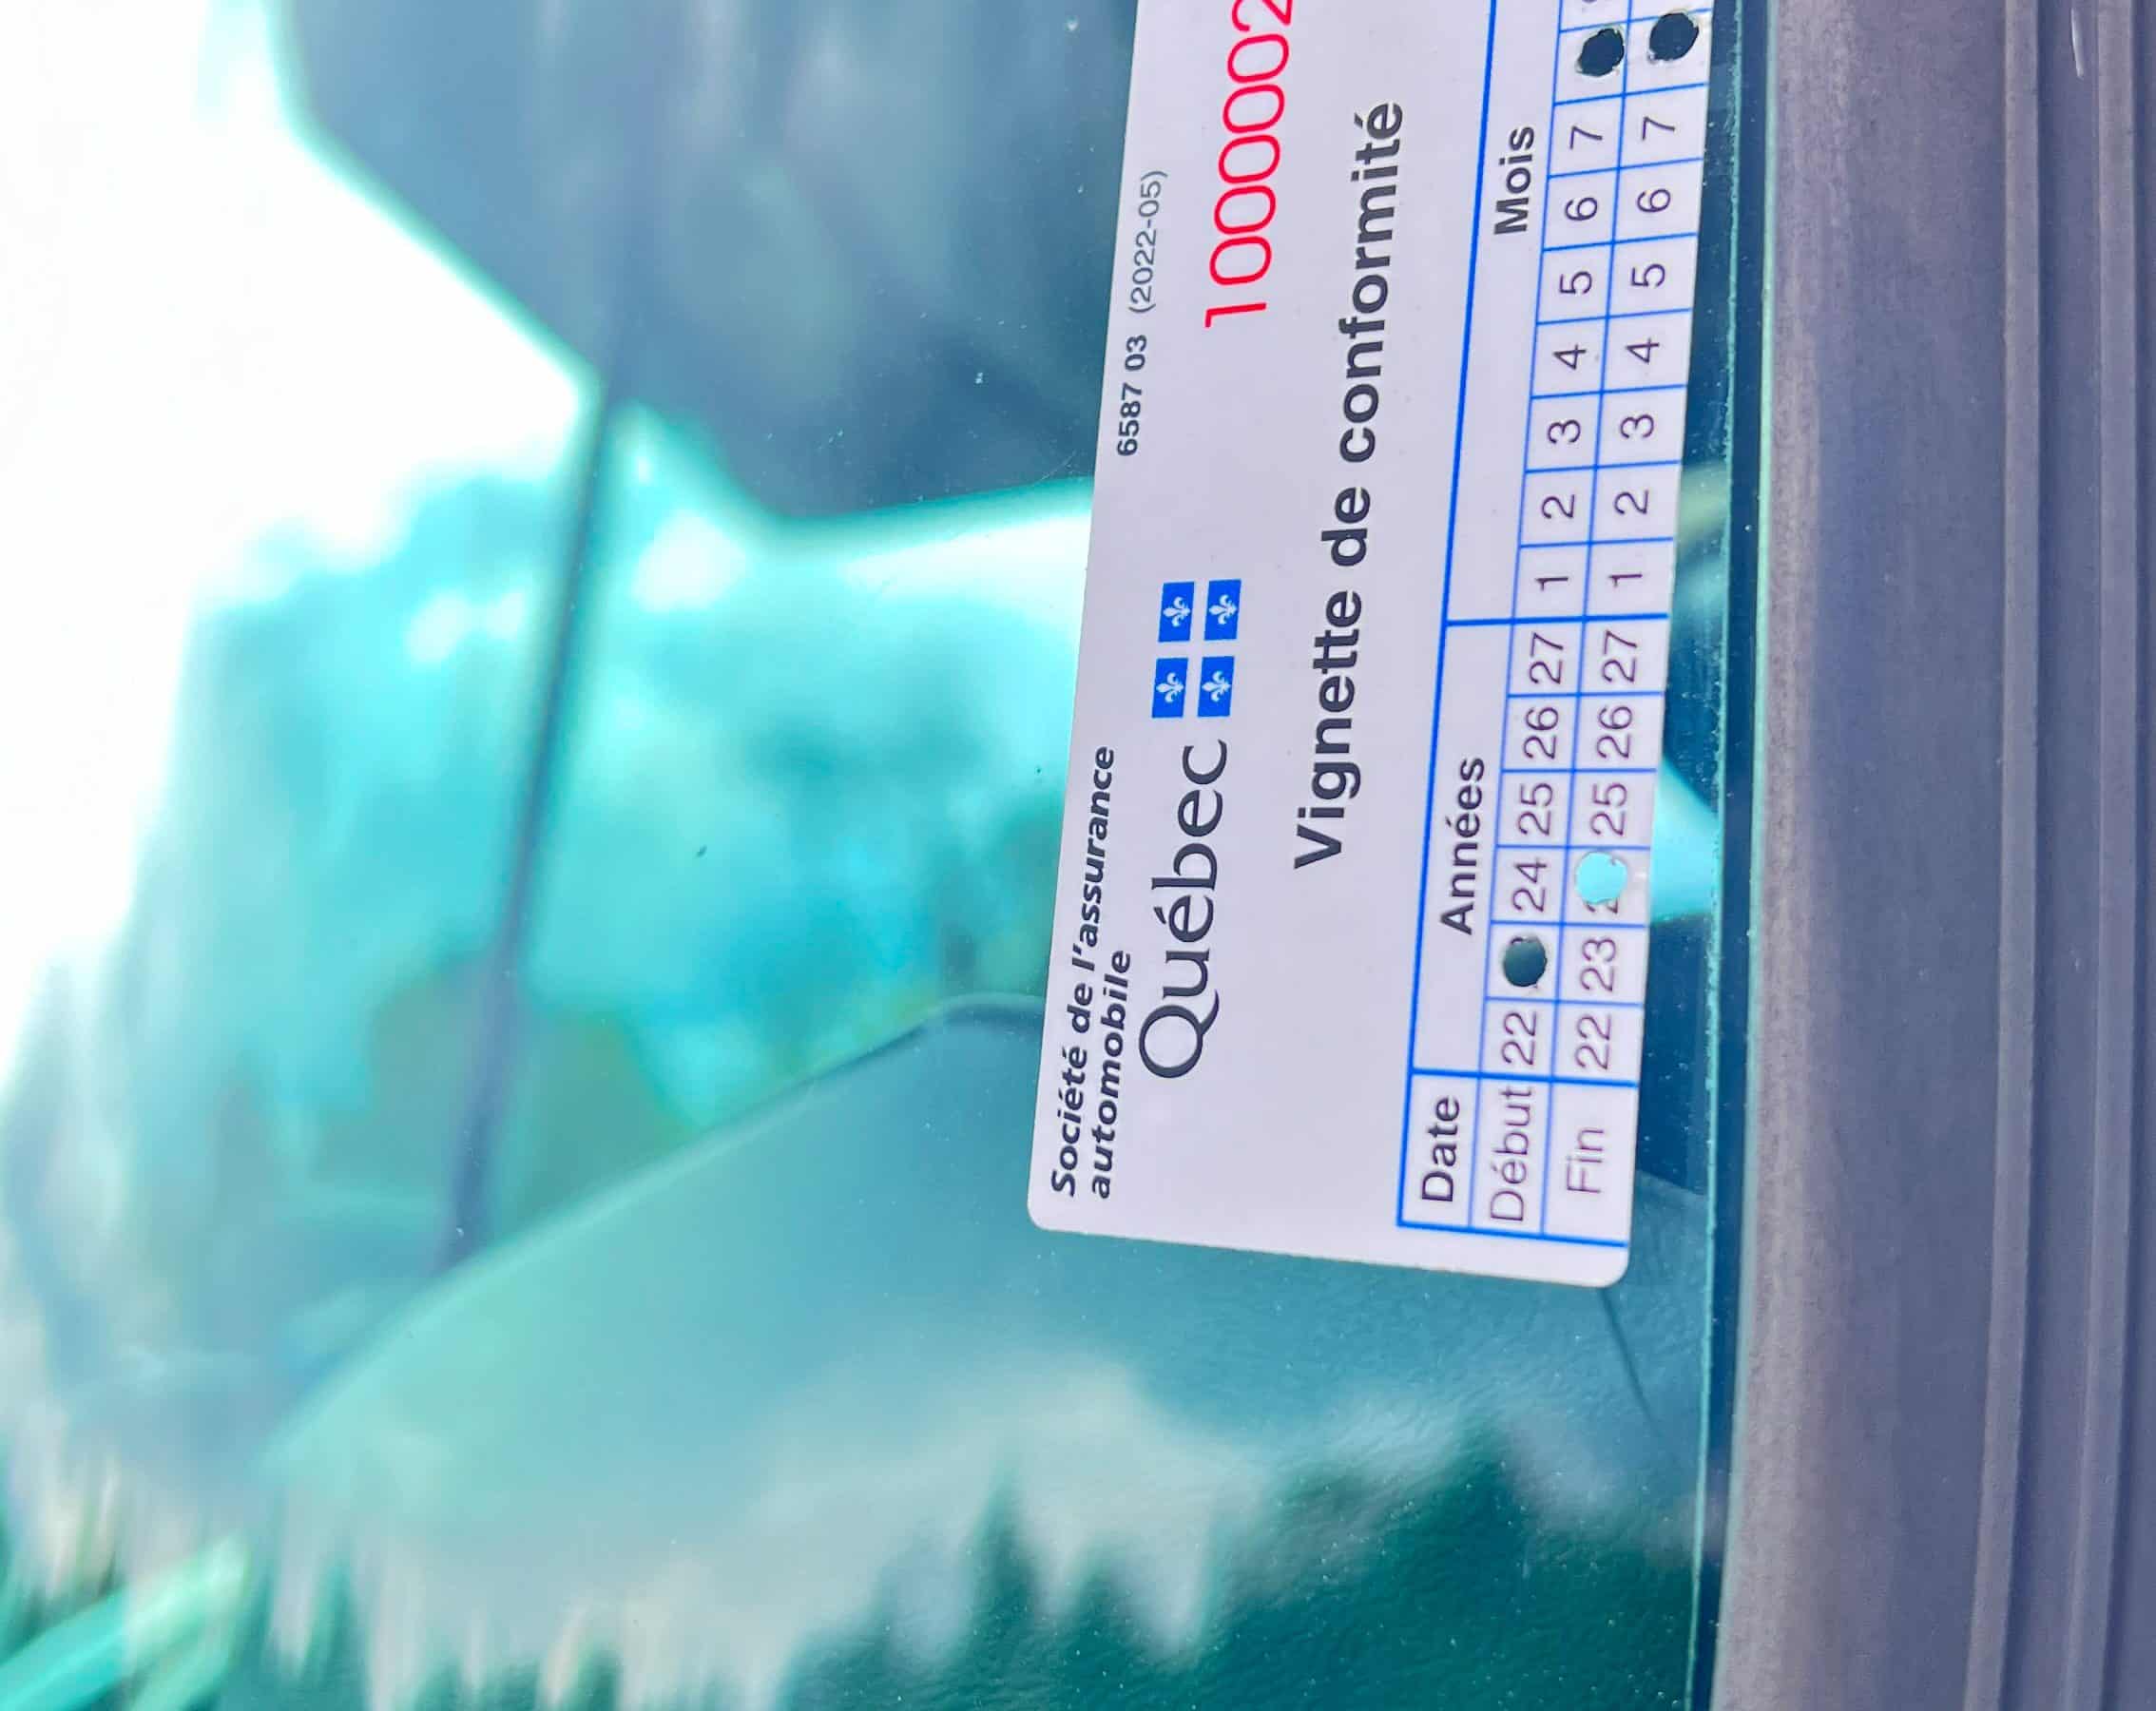 Société de l'assurance
automobile
6587 03 (2022-05)
Québec
Vignette de conformité
Date Années Mois
Début 22 24 25 26 27 1 2 3 4 5 6 7
Fin 22 23 25 26 27 1 2 3 4 5 6 7